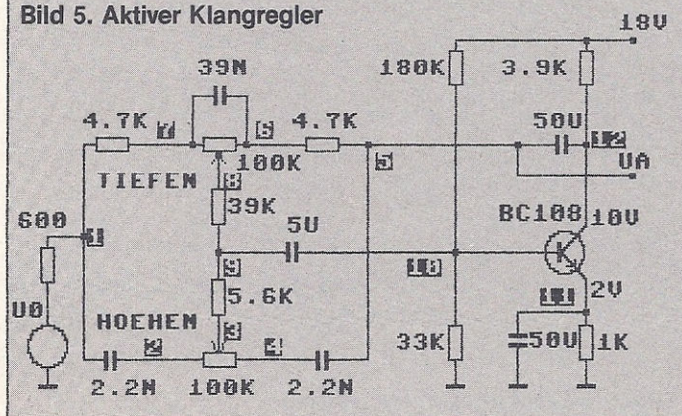 Bild 5. Aktiver Klangregler
18V
39N
180K
3.9K
4.7K
7
6
4.7K
50U
12
100K
5
UA
TIEFEN
8
39K
BC108
10V
600
1
5U
9
10
5.6K
11
2V
U0
HOEHEN
3
2
4
33K
50U
1K
2.2N
100K
2.2N